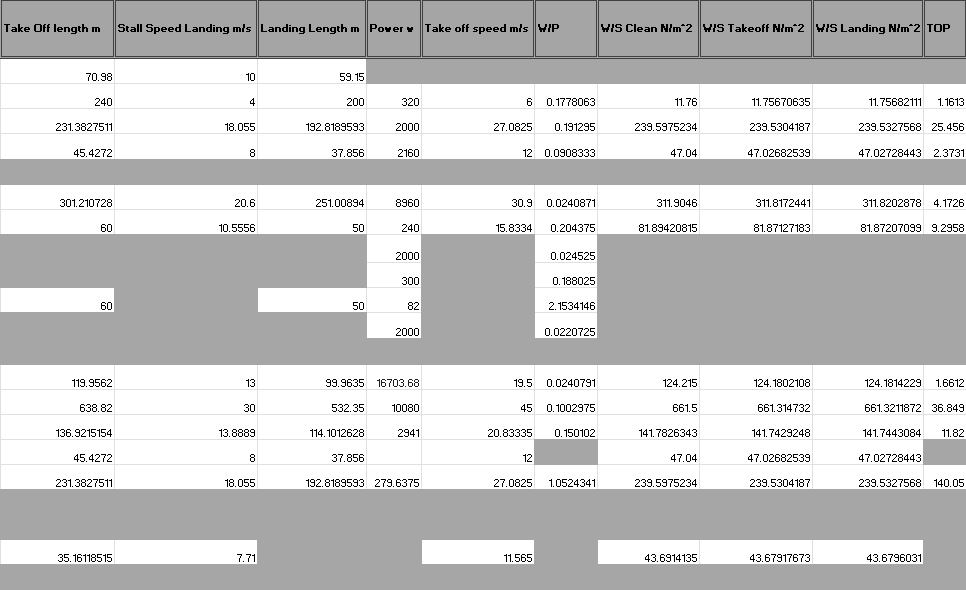 Take Off length m Stall Speed Landing m/s Landing Length m Power w Take off speed m/s W/P W/S Clean N/m^2 W/S Takeoff N/m^2 W/S Landing N/m^2 TOP
70.98 10 59.15
240 4 200 320 6 0.1778063 11.76 11.75670635 11.75682111 1.1613
231.3827511 18.055 192.8189593 2000 27.0825 0.191295 239.5975234 239.5304187 239.5327568 25.456
45.4272 8 37.856 2160 12 0.0908333 47.04 47.02682539 47.02728443 2.3731
301.210728 20.6 251.00894 8960 30.9 0.0240871 311.9046 311.8172441 311.8202878 4.1726
60 10.5556 50 240 15.8334 0.204375 81.89420815 81.87127183 81.87207099 9.2958
2000 0.024525
300 0.188025
60 50 82 2.1534146
2000 0.0220725
119.9562 13 99.9635 16703.68 19.5 0.0240791 124.215 124.1802108 124.1814229 1.6612
638.82 30 532.35 10080 45 0.1002975 661.5 661.314732 661.3211872 36.849
136.9215154 13.8889 114.1012628 2941 20.83335 0.150102 141.7826343 141.7429248 141.7443084 11.82
45.4272 8 37.856 12 47.04 47.02682539 47.02728443
231.3827511 18.055 192.8189593 279.6375 27.0825 1.0524341 239.5975234 239.5304187 239.5327568 140.05
35.16118515 7.71 11.565 43.6914135 43.67917673 43.6796031